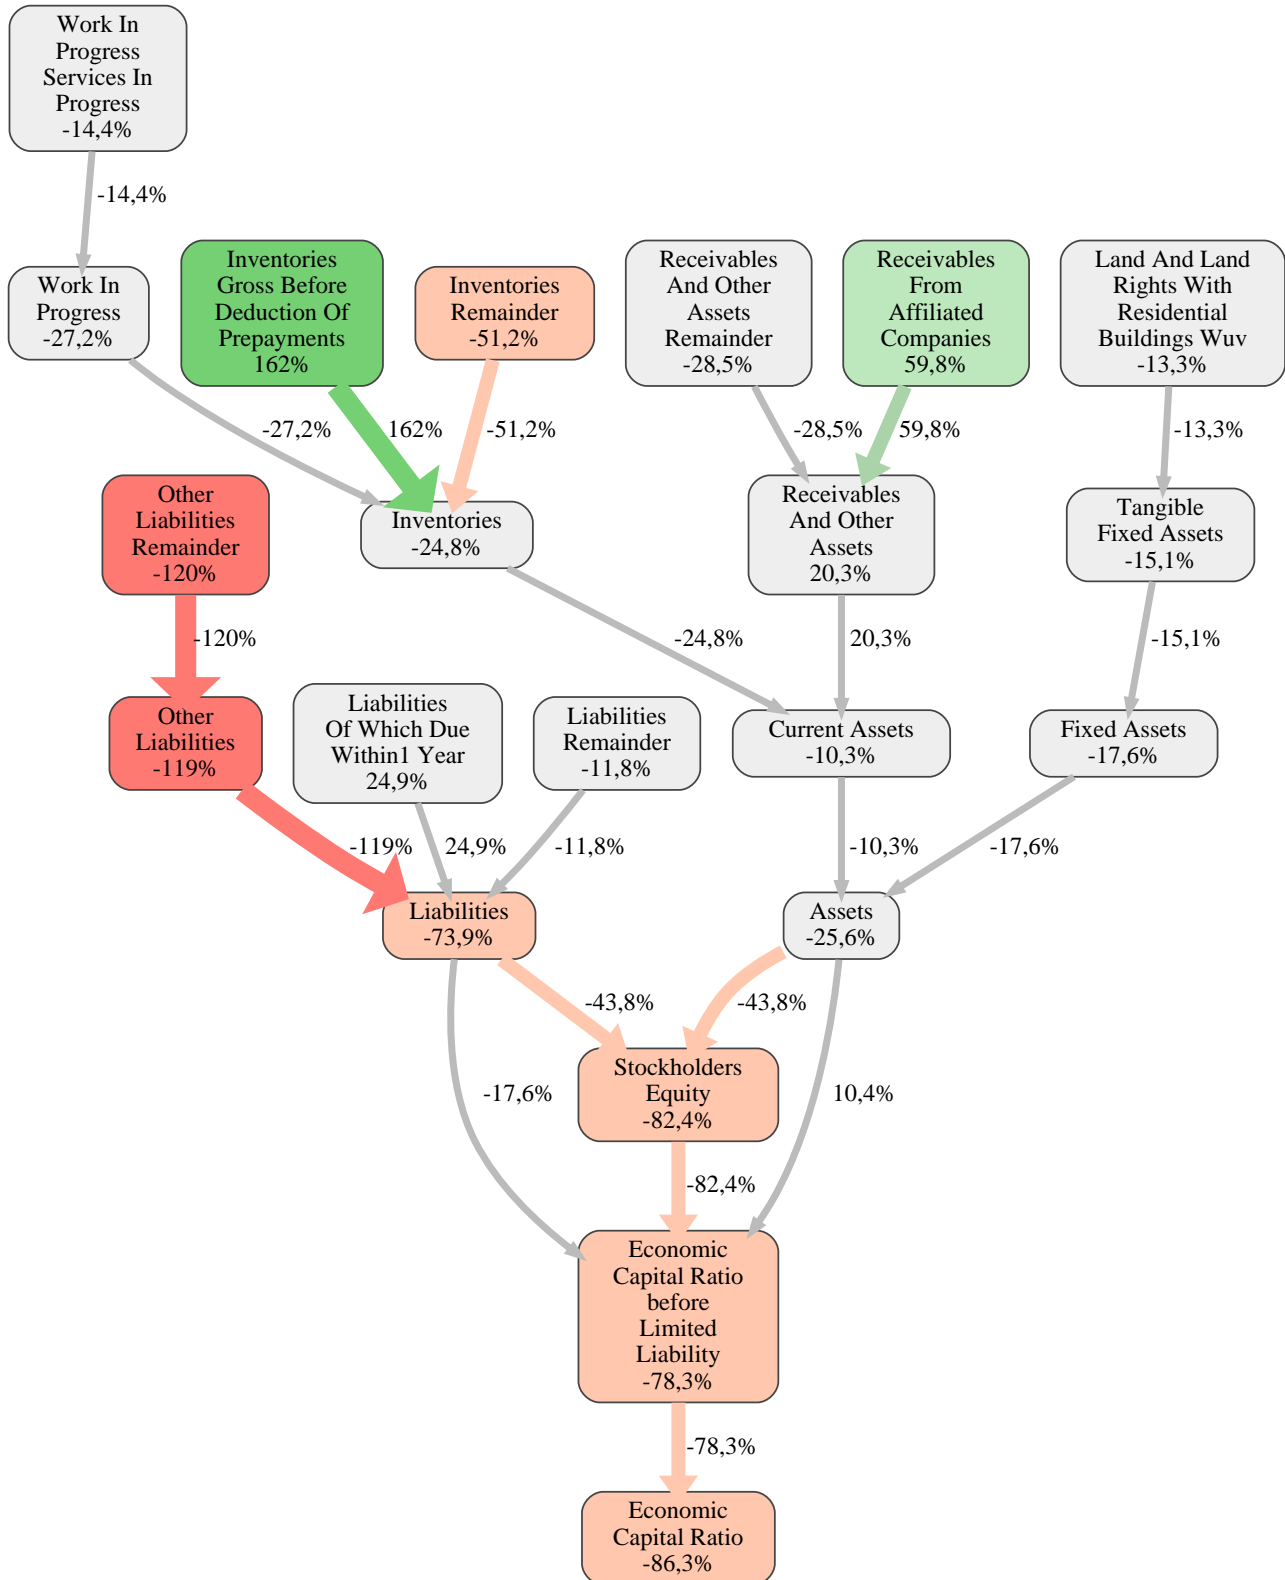 Work In
Progress
Services In
Progress
-14,4%
-14,4%
Work In
Progress
-27,2%
Inventories
Gross Before
Deduction Of
Prepayments
162%
Inventories
Remainder
-51,2%
Receivables
And Other
Assets
Remainder
-28,5%
Receivables
From
Affiliated
Companies
59,8%
Land And Land
Rights With
Residential
Buildings Wuv
-13,3%
-27,2%
162%
-51,2%
-28,5%
59,8%
-13,3%
Other
Liabilities
Remainder
-120%
Inventories
-24,8%
Receivables
And Other
Assets
20,3%
Tangible
Fixed Assets
-15,1%
-120%
-24,8%
20,3%
-15,1%
Other
Liabilities
-119%
Liabilities
Of Which Due
Within1 Year
24,9%
Liabilities
Remainder
-11,8%
Current Assets
-10,3%
Fixed Assets
-17,6%
-119%
24,9%
-11,8%
-10,3%
-17,6%
Liabilities
-73,9%
Assets
-25,6%
-43,8%
-43,8%
Stockholders
Equity
-82,4%
-17,6%
10,4%
-82,4%
Economic
Capital Ratio
before
Limited
Liability
-78,3%
-78,3%
Economic
Capital Ratio
-86,3%